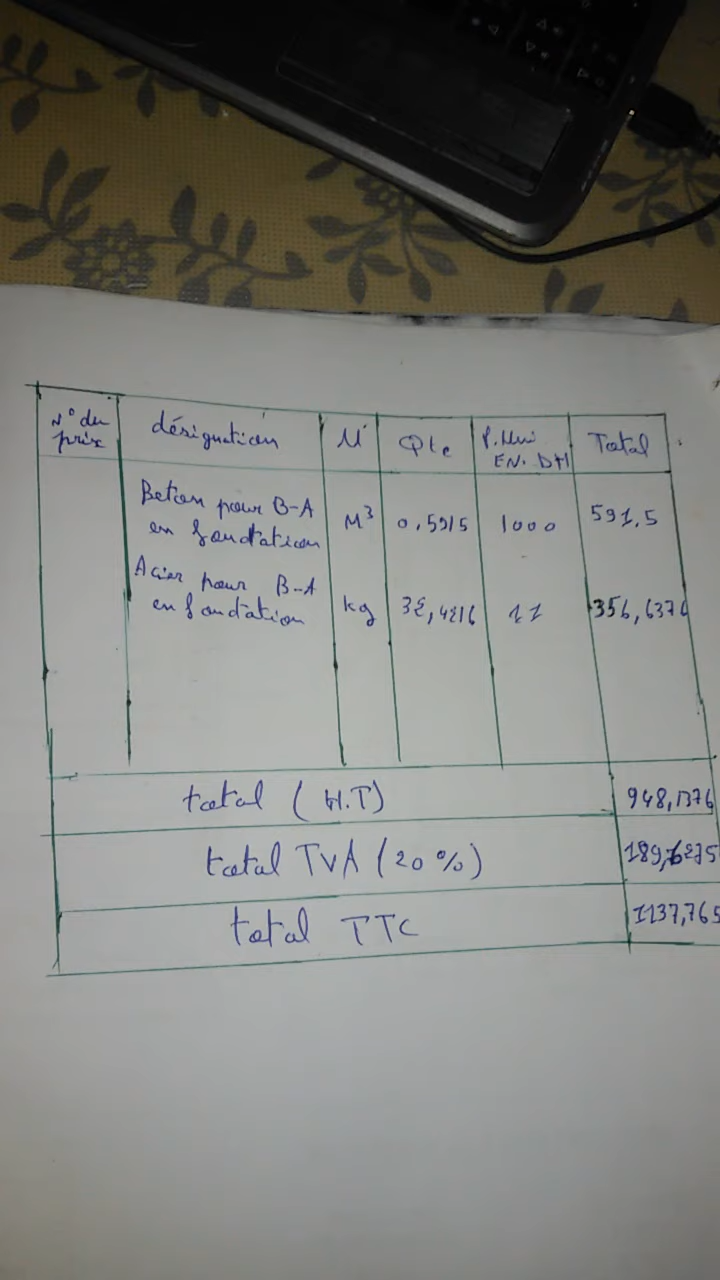 N° du prix désignation U Qte P. Uni EN. DH Total
Beton pour B-A en fondation M³ 0,5915 1000 591,5
Acier pour B-A en fondation kg 32,4216 11 356,6376
total (H.T) 948,1376
total TVA (20%) 189,6275
total TTC 1137,765